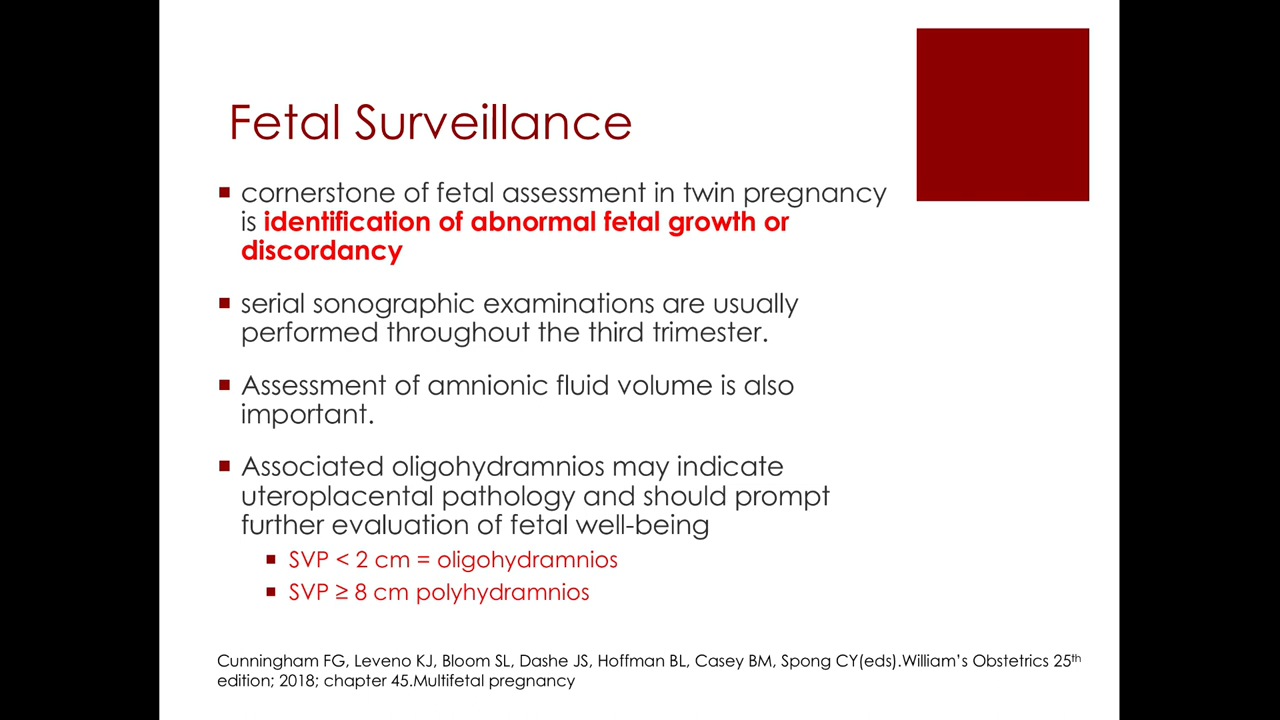 Fetal Surveillance
▪ cornerstone of fetal assessment in twin pregnancy
is identification of abnormal fetal growth or
discordancy
▪ serial sonographic examinations are usually
performed throughout the third trimester.
▪ Assessment of amnionic fluid volume is also
important.
▪ Associated oligohydramnios may indicate
uteroplacental pathology and should prompt
further evaluation of fetal well-being
▪ SVP < 2 cm = oligohydramnios
▪ SVP ≥ 8 cm polyhydramnios
Cunningham FG, Leveno KJ, Bloom SL, Dashe JS, Hoffman BL, Casey BM, Spong CY(eds).William’s Obstetrics 25th
edition; 2018; chapter 45.Multifetal pregnancy